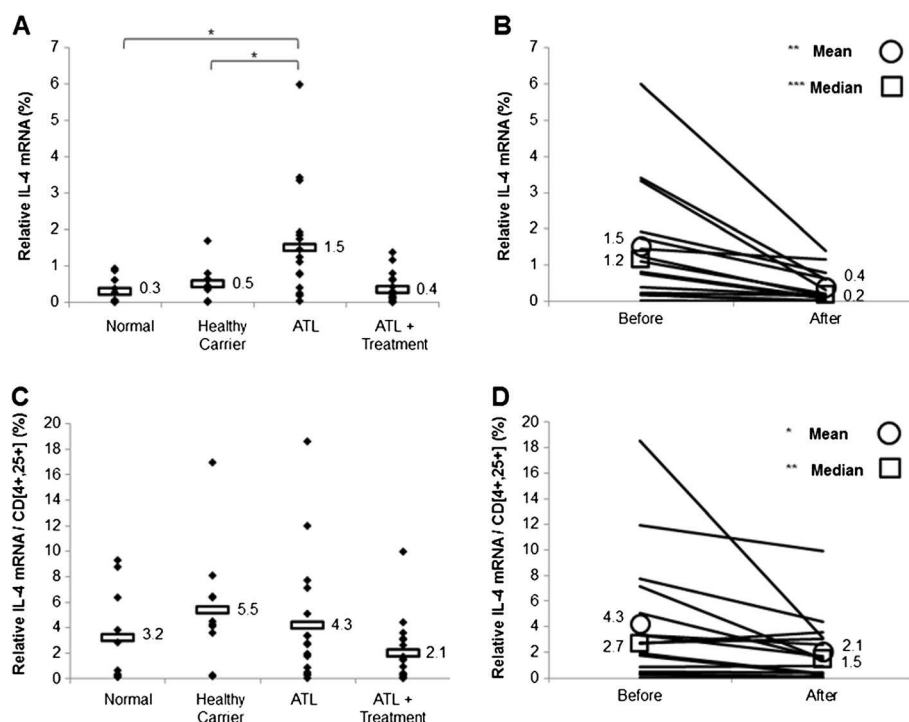 A
*
*
Relative IL-4 mRNA (%)
7
6
5
4
3
2
1
0
0.3
0.5
1.5
0.4
Normal
Healthy
Carrier
ATL
ATL +
Treatment
B
** Mean
*** Median
Relative IL-4 mRNA (%)
7
6
5
4
3
2
1
0
1.5
1.2
0.4
0.2
Before
After
C
Relative IL-4 mRNA / CD[4+,25+] (%)
20
18
16
14
12
10
8
6
4
2
0
3.2
5.5
4.3
2.1
Normal
Healthy
Carrier
ATL
ATL +
Treatment
D
* Mean
** Median
Relative IL-4 mRNA / CD[4+,25+] (%)
20
18
16
14
12
10
8
6
4
2
0
4.3
2.7
2.1
1.5
Before
After